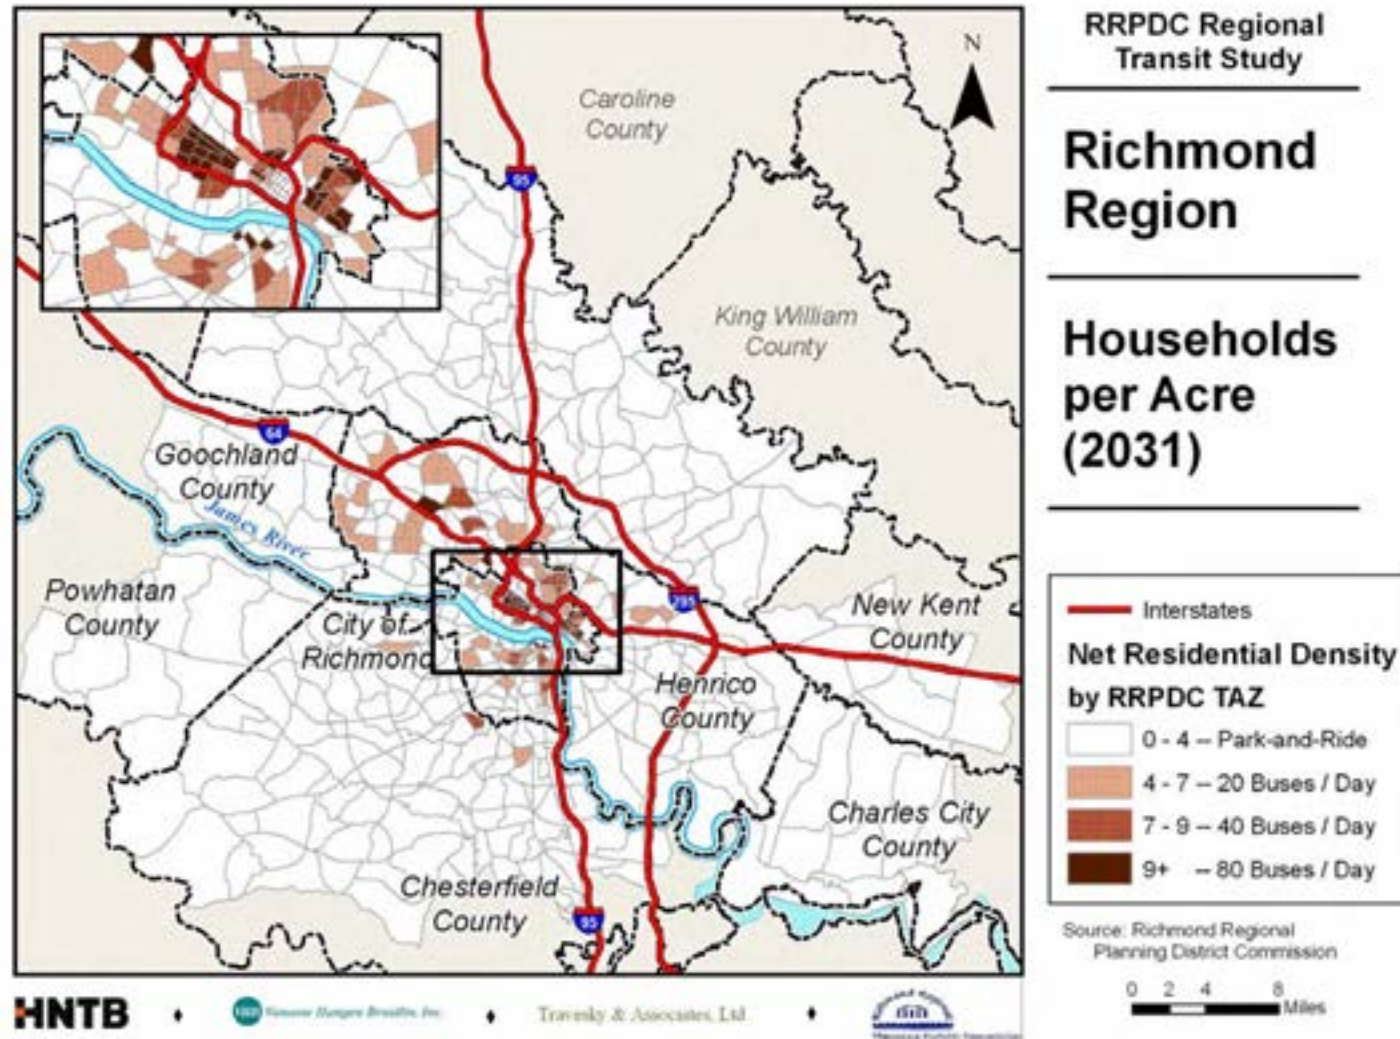 RRPDC Regional
Transit Study
Richmond
Region
Households
per Acre
(2031)
N
Caroline
County
King William
County
95
64
Goochland
County
James River
Powhatan
County
City of
Richmond
295
New Kent
County
Henrico
County
Charles City
County
Chesterfield
County
95
Interstates
Net Residential Density
by RRPDC TAZ
0 - 4 -- Park-and-Ride
4 - 7 -- 20 Buses / Day
7 - 9 -- 40 Buses / Day
9+ -- 80 Buses / Day
Source: Richmond Regional
Planning District Commission
0 2 4 8
Miles
HNTB
Vanasse Hangen Brustlin, Inc.
Travesky & Associates, Ltd